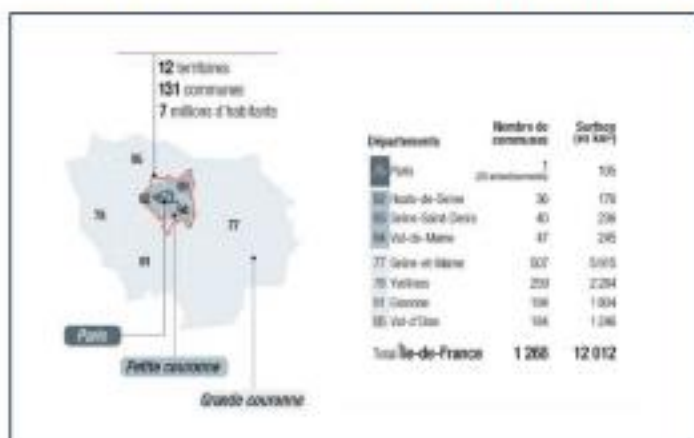 12 territoires
131 communes
7 millions d'habitants
95
78
77
91
Paris
Petite couronne
Grande couronne
Départements
Nombre de communes
Surface (en km²)
75 Paris 1 105
(20 arrondissements)
92 Hauts-de-Seine 36 176
93 Seine-Saint-Denis 40 236
94 Val-de-Marne 47 245
77 Seine-et-Marne 507 5 915
78 Yvelines 259 2 284
91 Essonne
95 Val-d'Oise 184 1 246
Total Île-de-France 1 268 12 012